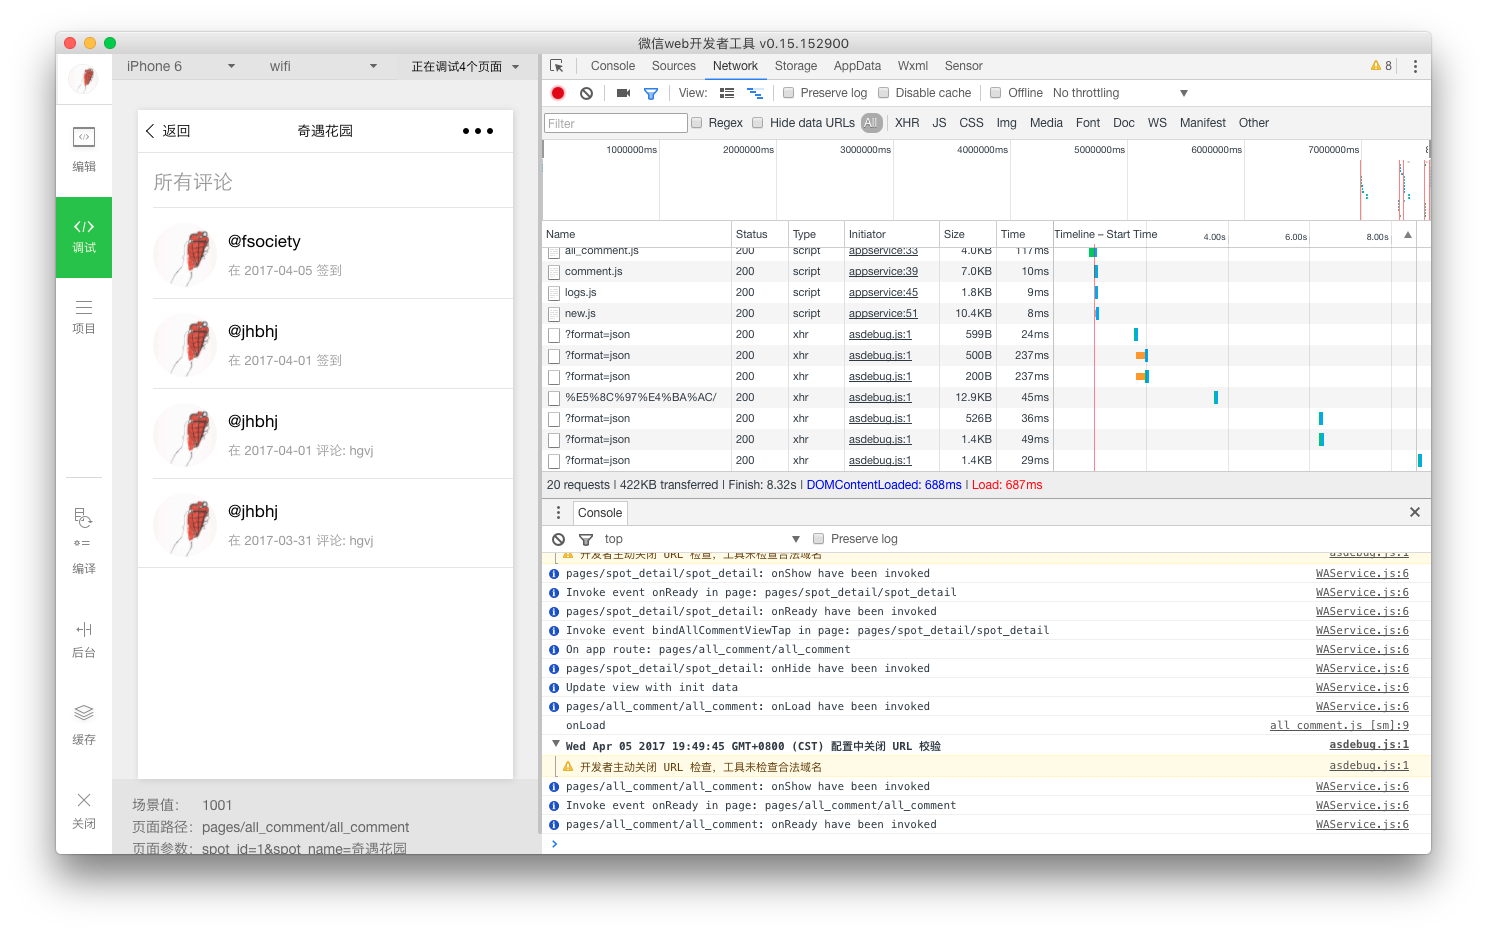 微信web开发者工具 v0.15.152900
iPhone 6
wifi
正在调试4个页面
编辑
调试
项目
编译
后台
缓存
关闭
返回
奇遇花园
所有评论
@fsociety
在 2017-04-05 签到
@jhbhj
在 2017-04-01 签到
@jhbhj
在 2017-04-01 评论: hgvj
@jhbhj
在 2017-03-31 评论: hgvj
场景值: 1001
页面路径: pages/all_comment/all_comment
页面参数: spot_id=1&spot_name=奇遇花园
Console Sources Network Storage AppData Wxml Sensor 8
View: Preserve log Disable cache Offline No throttling
Filter Regex Hide data URLs All XHR JS CSS Img Media Font Doc WS Manifest Other
1000000ms 2000000ms 3000000ms 4000000ms 5000000ms 6000000ms 7000000ms 8
Name Status Type Initiator Size Time Timeline – Start Time 4.00s 6.00s 8.00s
all_comment.js 200 script appservice:33 4.0KB 117ms
comment.js 200 script appservice:39 7.0KB 10ms
logs.js 200 script appservice:45 1.8KB 9ms
new.js 200 script appservice:51 10.4KB 8ms
?format=json 200 xhr asdebug.js:1 599B 24ms
?format=json 200 xhr asdebug.js:1 500B 237ms
?format=json 200 xhr asdebug.js:1 200B 237ms
%E5%8C%97%E4%BA%AC/ 200 xhr asdebug.js:1 12.9KB 45ms
?format=json 200 xhr asdebug.js:1 526B 36ms
?format=json 200 xhr asdebug.js:1 1.4KB 49ms
?format=json 200 xhr asdebug.js:1 1.4KB 29ms
20 requests | 422KB transferred | Finish: 8.32s | DOMContentLoaded: 688ms | Load: 687ms
Console
top Preserve log
开发者主动关闭 URL 检查，工具未检查合法域名 asdebug.js:1
pages/spot_detail/spot_detail: onShow have been invoked WAService.js:6
Invoke event onReady in page: pages/spot_detail/spot_detail WAService.js:6
pages/spot_detail/spot_detail: onReady have been invoked WAService.js:6
Invoke event bindAllCommentViewTap in page: pages/spot_detail/spot_detail WAService.js:6
On app route: pages/all_comment/all_comment WAService.js:6
pages/spot_detail/spot_detail: onHide have been invoked WAService.js:6
Update view with init data WAService.js:6
pages/all_comment/all_comment: onLoad have been invoked WAService.js:6
onLoad all_comment.js [sm]:9
Wed Apr 05 2017 19:49:45 GMT+0800 (CST) 配置中关闭 URL 校验 asdebug.js:1
开发者主动关闭 URL 检查，工具未检查合法域名 asdebug.js:1
pages/all_comment/all_comment: onShow have been invoked WAService.js:6
Invoke event onReady in page: pages/all_comment/all_comment WAService.js:6
pages/all_comment/all_comment: onReady have been invoked WAService.js:6